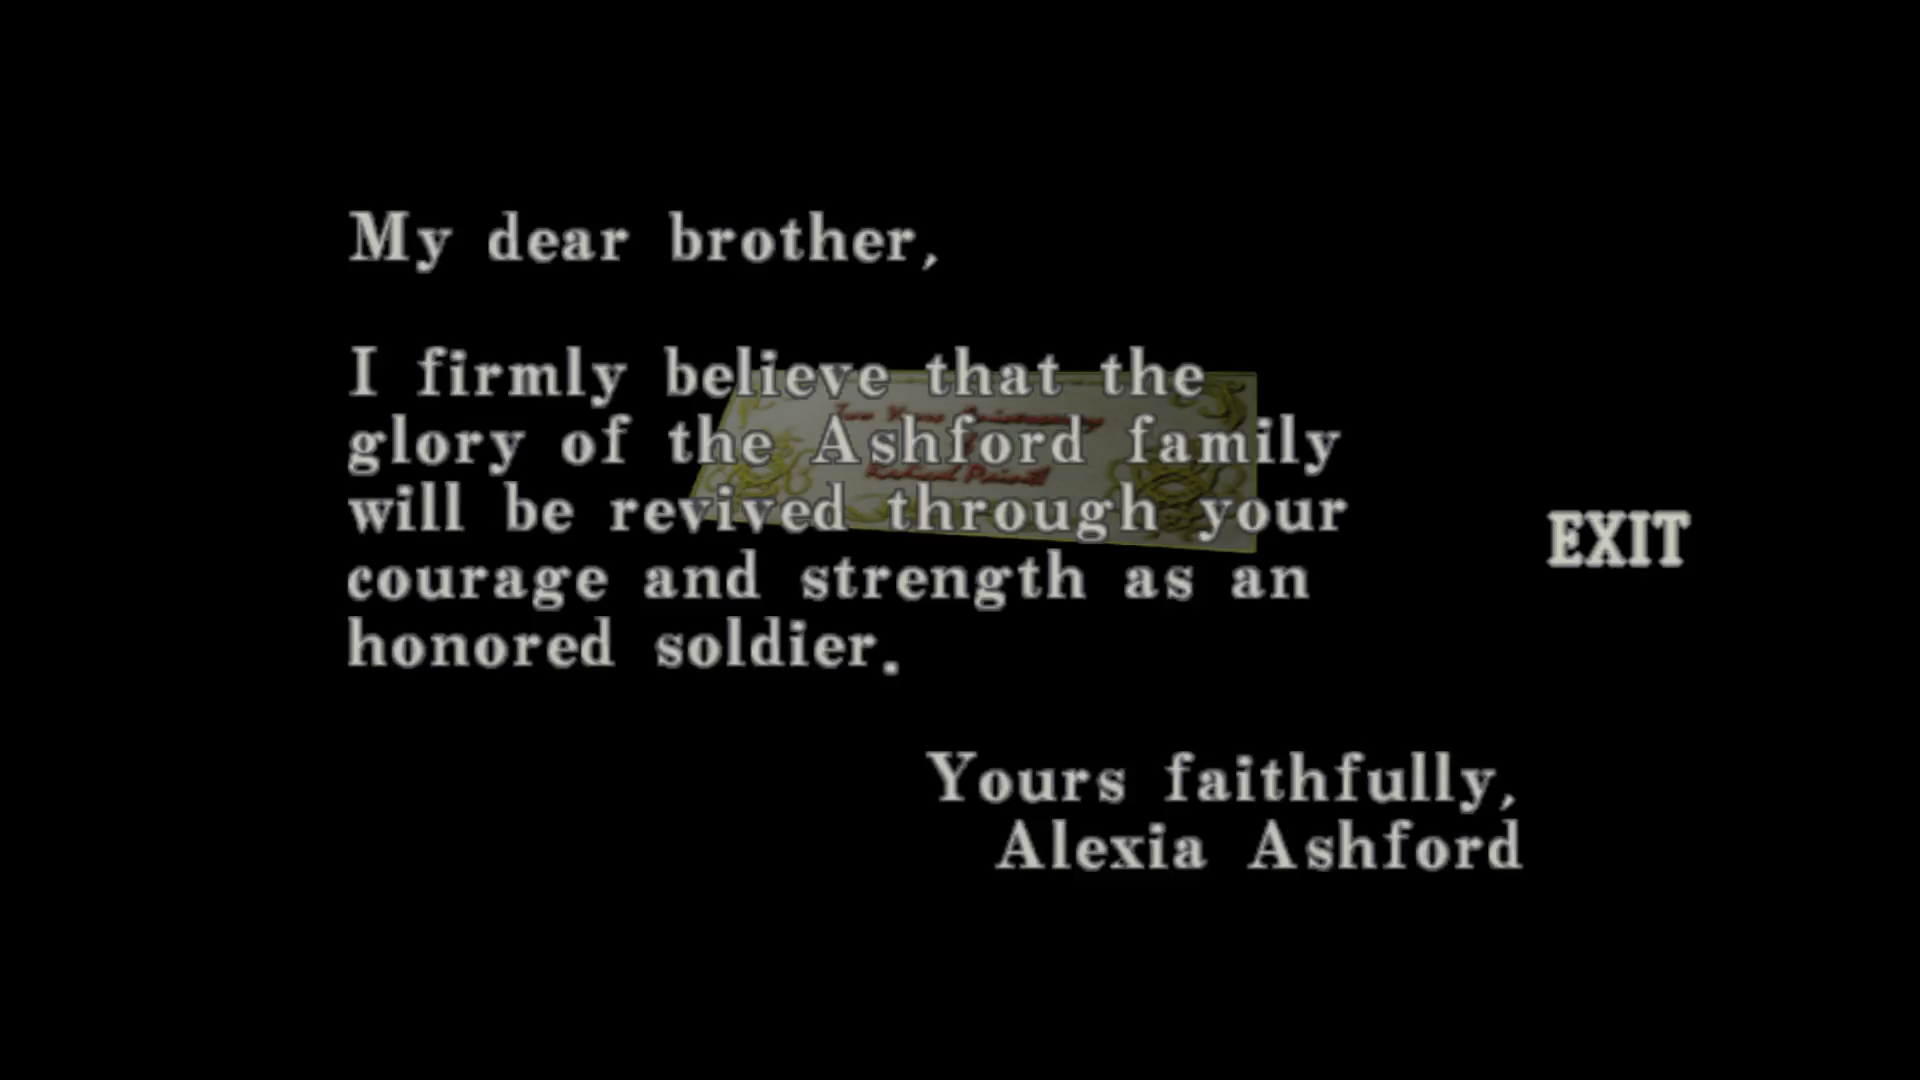 My dear brother,
I firmly believe that the
glory of the Ashford family
will be revived through your
courage and strength as an
honored soldier.
EXIT
Yours faithfully,
Alexia Ashford